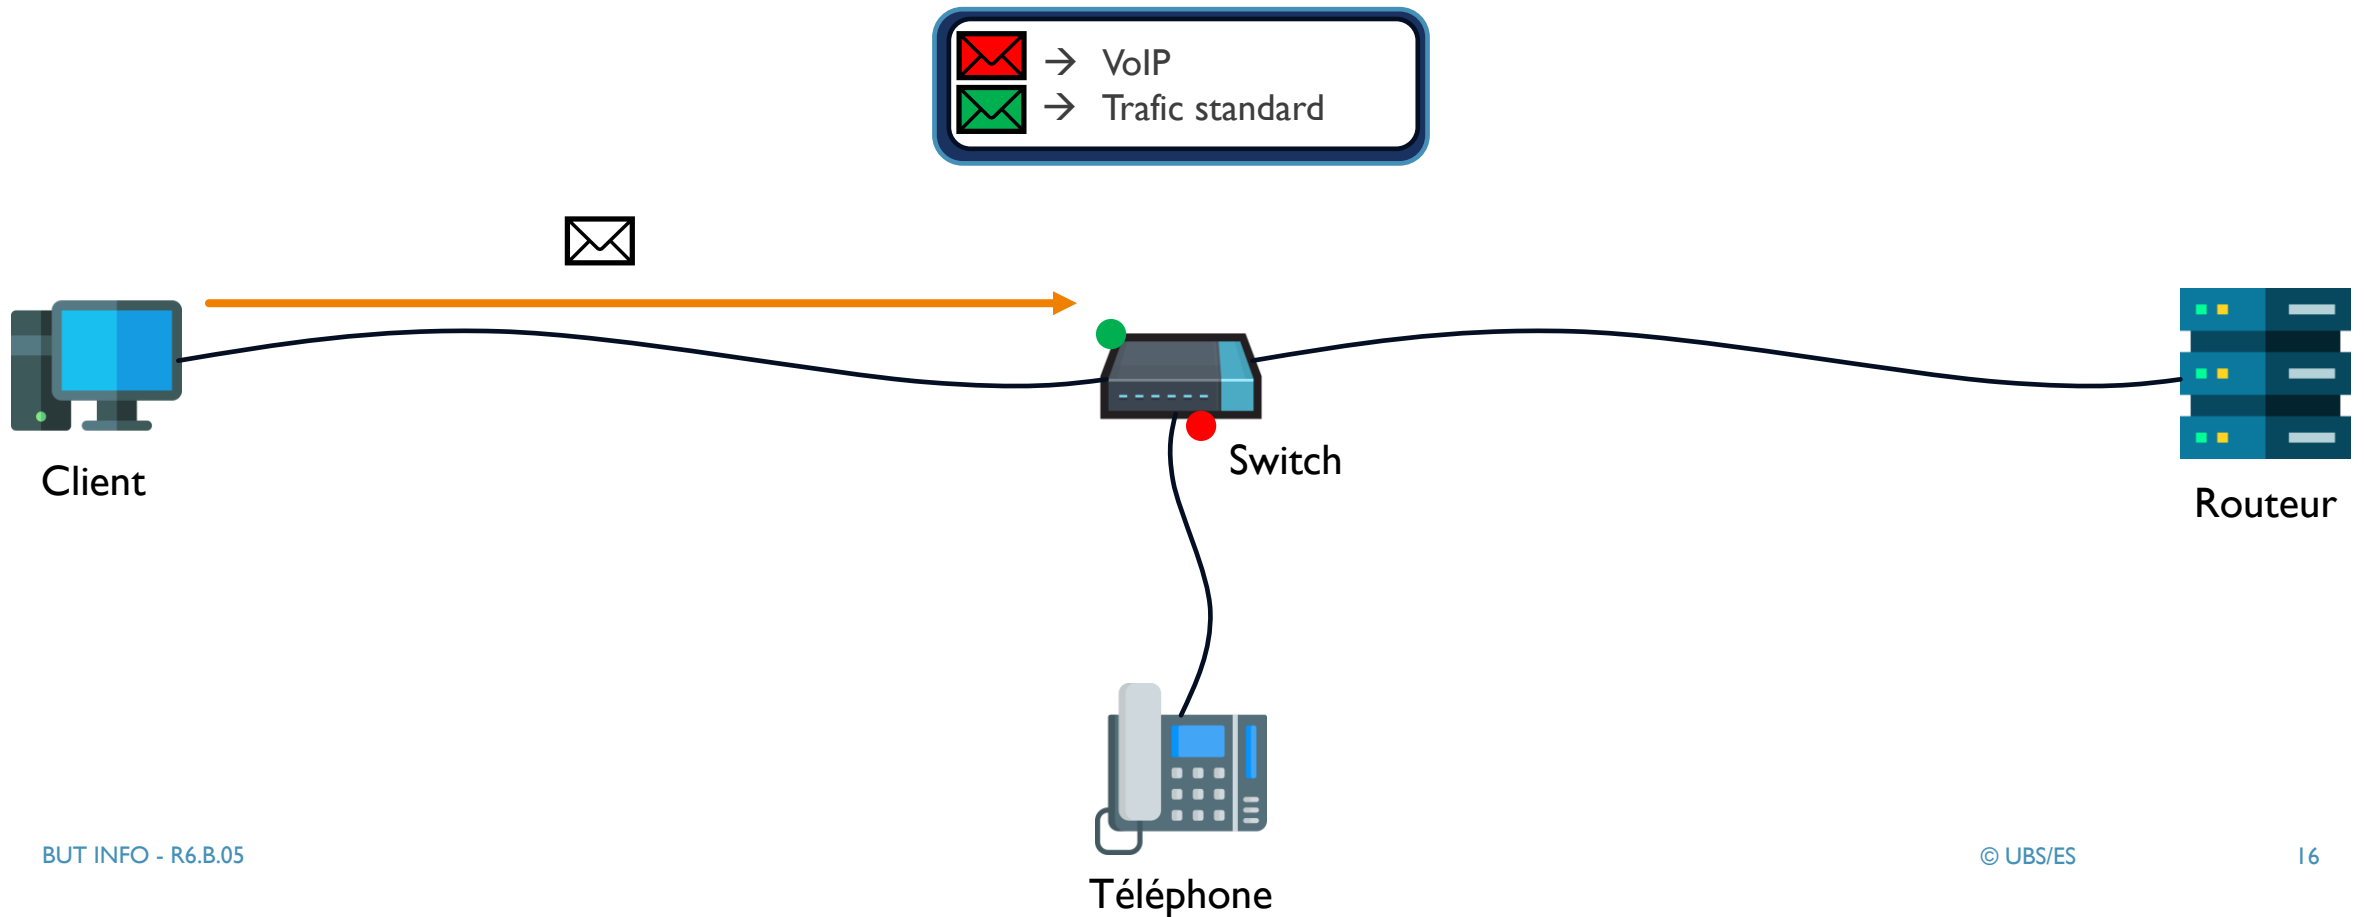 → VoIP
→ Trafic standard
Client
Switch
Routeur
Téléphone
BUT INFO - R6.B.05
© UBS/ES
16